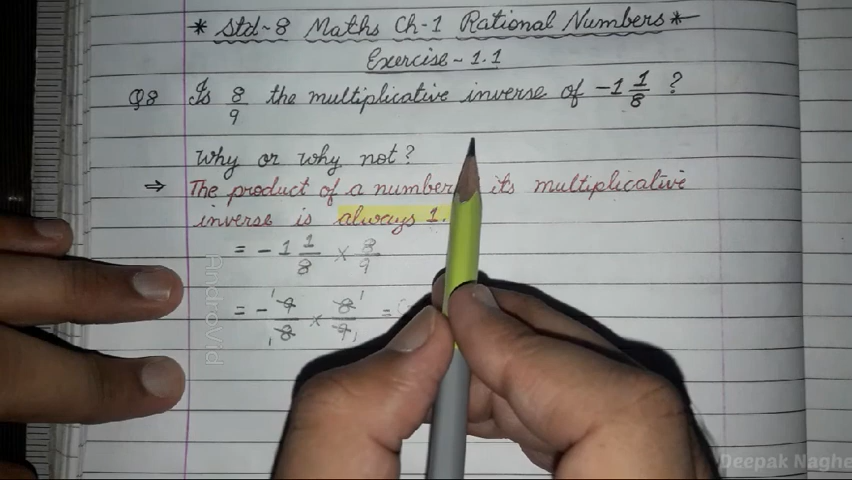 * Std-8 Maths Ch-1 Rational Numbers *
Exercise-1.1
Q8 Is 8/9 the multiplicative inverse of -1 1/8 ?
Why or why not?
⇒ The product of a number its multiplicative
inverse is always 1.
= -1 1/8 × 8/9
= - 9/8 × 8/9 =
AndroVid
Deepak Naghe